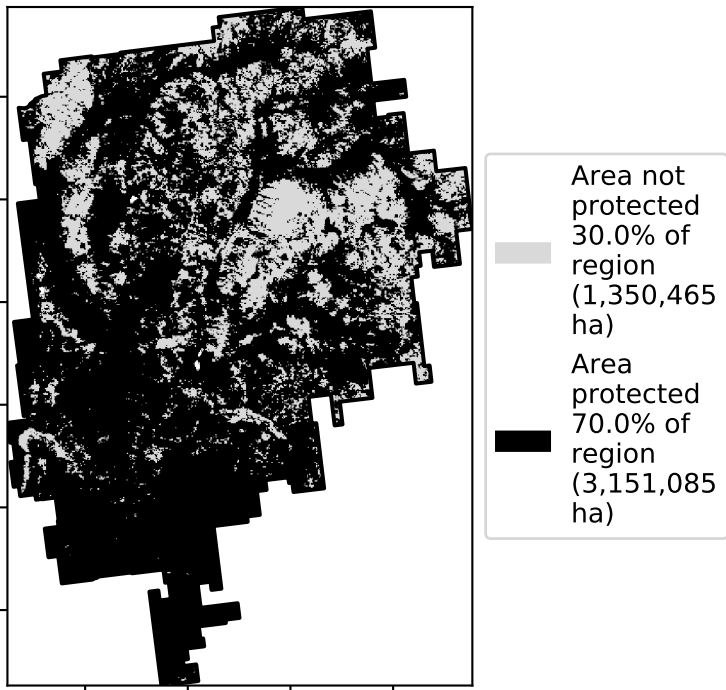 Area not
protected
30.0% of
region
(1,350,465
ha)
Area
protected
70.0% of
region
(3,151,085
ha)